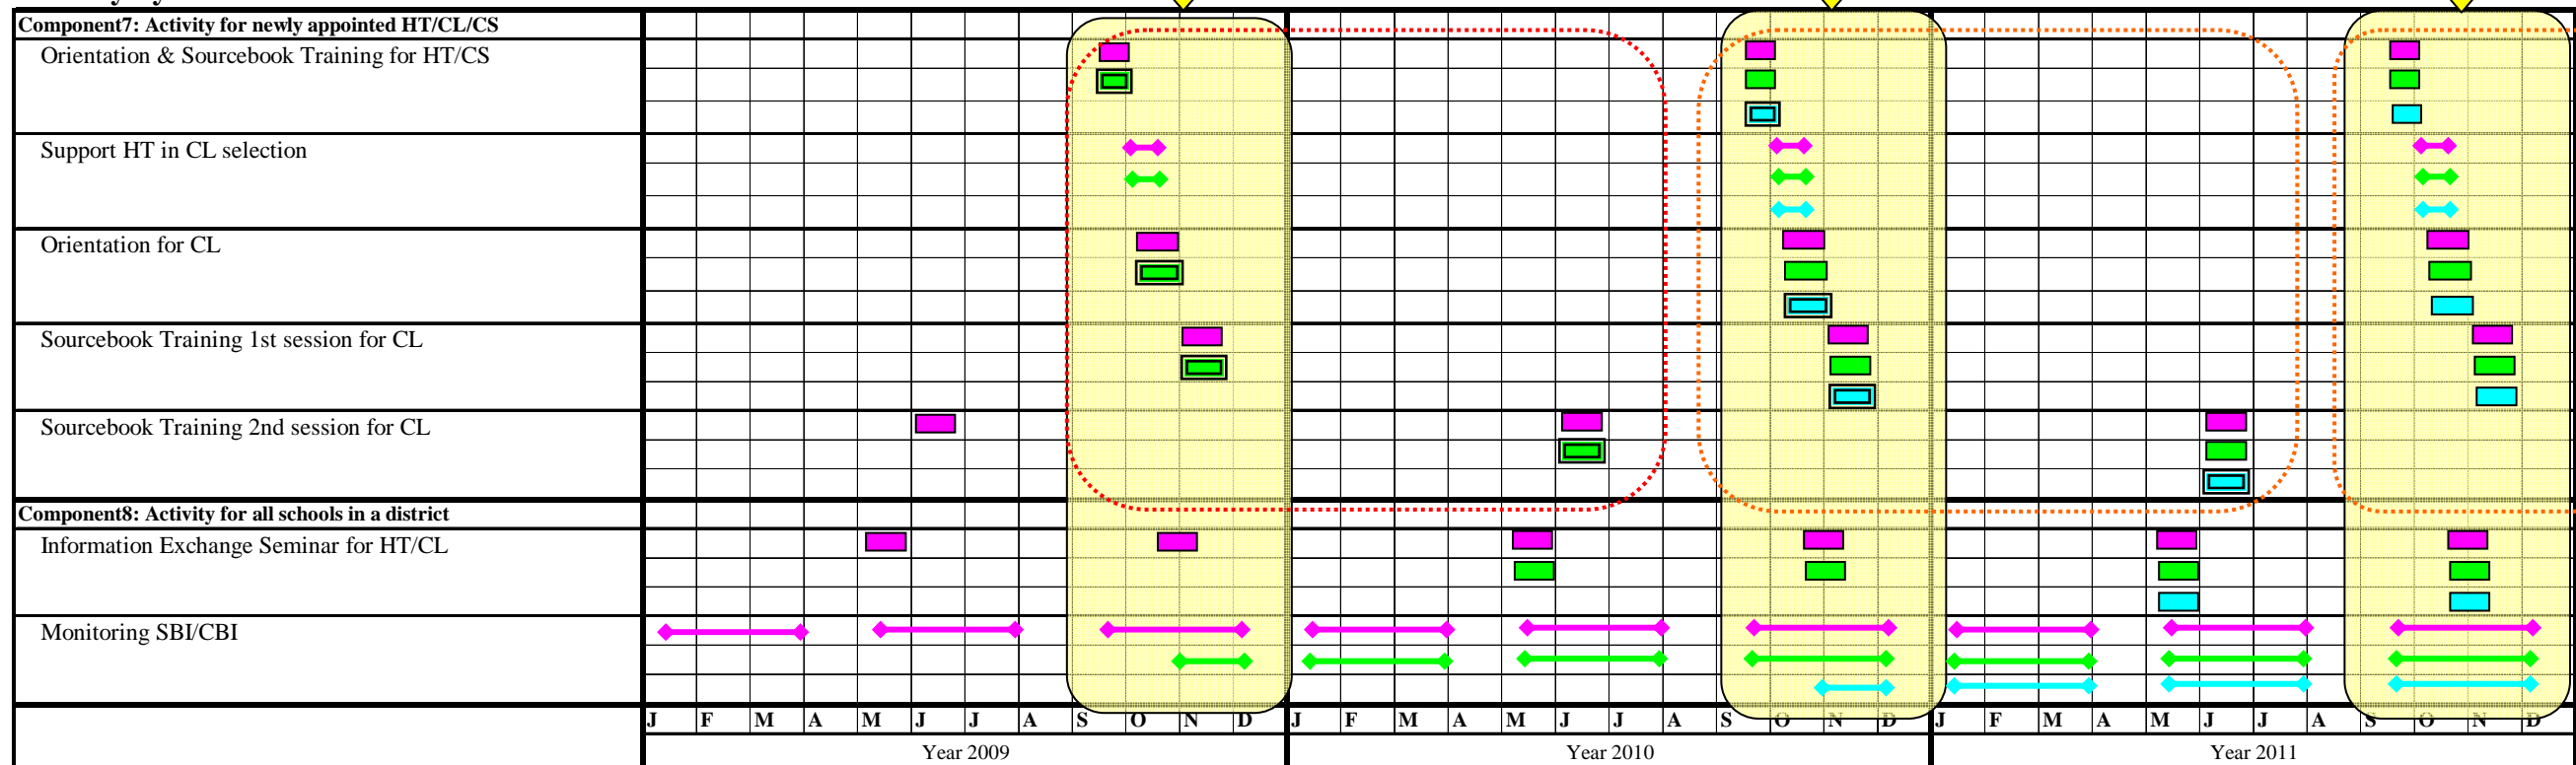 Component7: Activity for newly appointed HT/CL/CS
Orientation & Sourcebook Training for HT/CS
Support HT in CL selection
Orientation for CL
Sourcebook Training 1st session for CL
Sourcebook Training 2nd session for CL
Component8: Activity for all schools in a district
Information Exchange Seminar for HT/CL
Monitoring SBI/CBI
J F M A M J J A S O N D J F M A M J J A S O N D J F M A M J J A S O N D
Year 2009 Year 2010 Year 2011